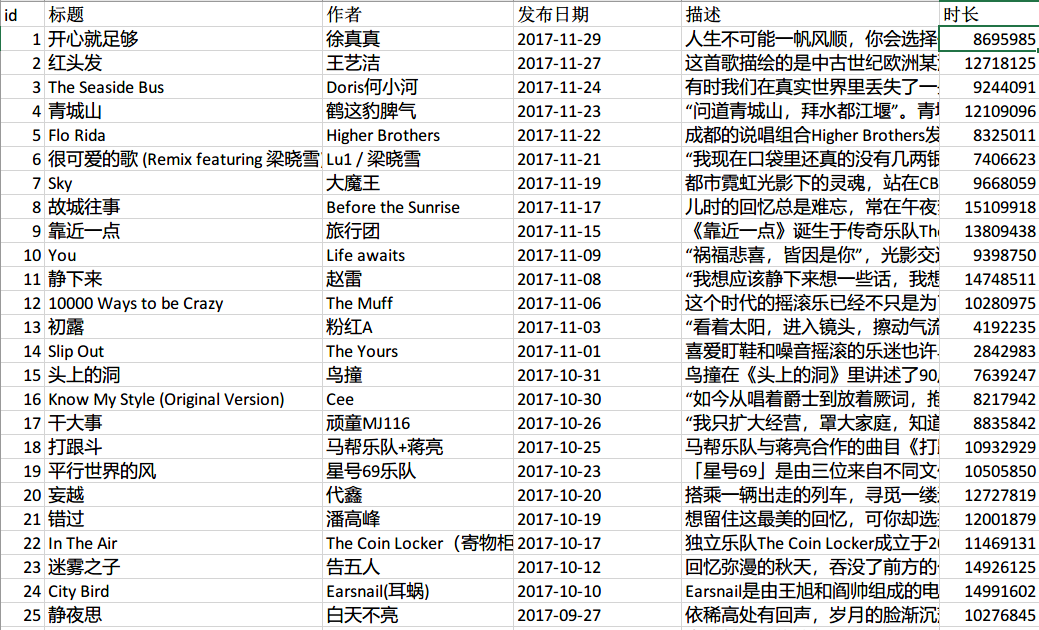 id 标题 作者 发布日期 描述 时长
1 开心就足够 徐真真 2017-11-29 人生不可能一帆风顺，你会选择 8695985
2 红头发 王艺洁 2017-11-27 这首歌描绘的是中古世纪欧洲某 12718125
3 The Seaside Bus Doris何小河 2017-11-24 有时我们在真实世界里丢失了一 9244091
4 青城山 鹤这豹脾气 2017-11-23 “问道青城山，拜水都江堰”。青 12109096
5 Flo Rida Higher Brothers 2017-11-22 成都的说唱组合Higher Brothers发 8325011
6 很可爱的歌 (Remix featuring 梁晓雪 Lu1 / 梁晓雪 2017-11-21 “我现在口袋里还真的没有几两银 7406623
7 Sky 大魔王 2017-11-19 都市霓虹光影下的灵魂，站在CB 9668059
8 故城往事 Before the Sunrise 2017-11-17 儿时的回忆总是难忘，常在午夜 15109918
9 靠近一点 旅行团 2017-11-15 《靠近一点》诞生于传奇乐队The 13809438
10 You Life awaits 2017-11-09 “祸福悲喜，皆因是你”，光影交 9398750
11 静下来 赵雷 2017-11-08 “我想应该静下来想一些话，我想 14748511
12 10000 Ways to be Crazy The Muff 2017-11-06 这个时代的摇滚乐已经不只是为 10280975
13 初露 粉红A 2017-11-03 “看着太阳，进入镜头，擦动气流 4192235
14 Slip Out The Yours 2017-11-01 喜爱盯鞋和噪音摇滚的乐迷也许 2842983
15 头上的洞 鸟撞 2017-10-31 鸟撞在《头上的洞》里讲述了90 7639247
16 Know My Style (Original Version) Cee 2017-10-30 “如今从唱着爵士到放着厥词，抱 8217942
17 干大事 顽童MJ116 2017-10-26 “我只扩大经营，罩大家庭，知道 8835842
18 打跟斗 马帮乐队+蒋亮 2017-10-25 马帮乐队与蒋亮合作的曲目《打 10932929
19 平行世界的风 星号69乐队 2017-10-23 「星号69」是由三位来自不同文 10505850
20 妄越 代鑫 2017-10-20 搭乘一辆出走的列车，寻觅一缕 12727819
21 错过 潘高峰 2017-10-19 想留住这最美的回忆，可你却选 12001879
22 In The Air The Coin Locker（寄物柜 2017-10-17 独立乐队The Coin Locker成立于20 11469131
23 迷雾之子 告五人 2017-10-12 回忆弥漫的秋天，吞没了前方的 14926125
24 City Bird Earsnail(耳蜗) 2017-10-10 Earsnail是由王旭和阎帅组成的电 14991602
25 静夜思 白天不亮 2017-09-27 依稀高处有回声，岁月的脸渐沉 10276845